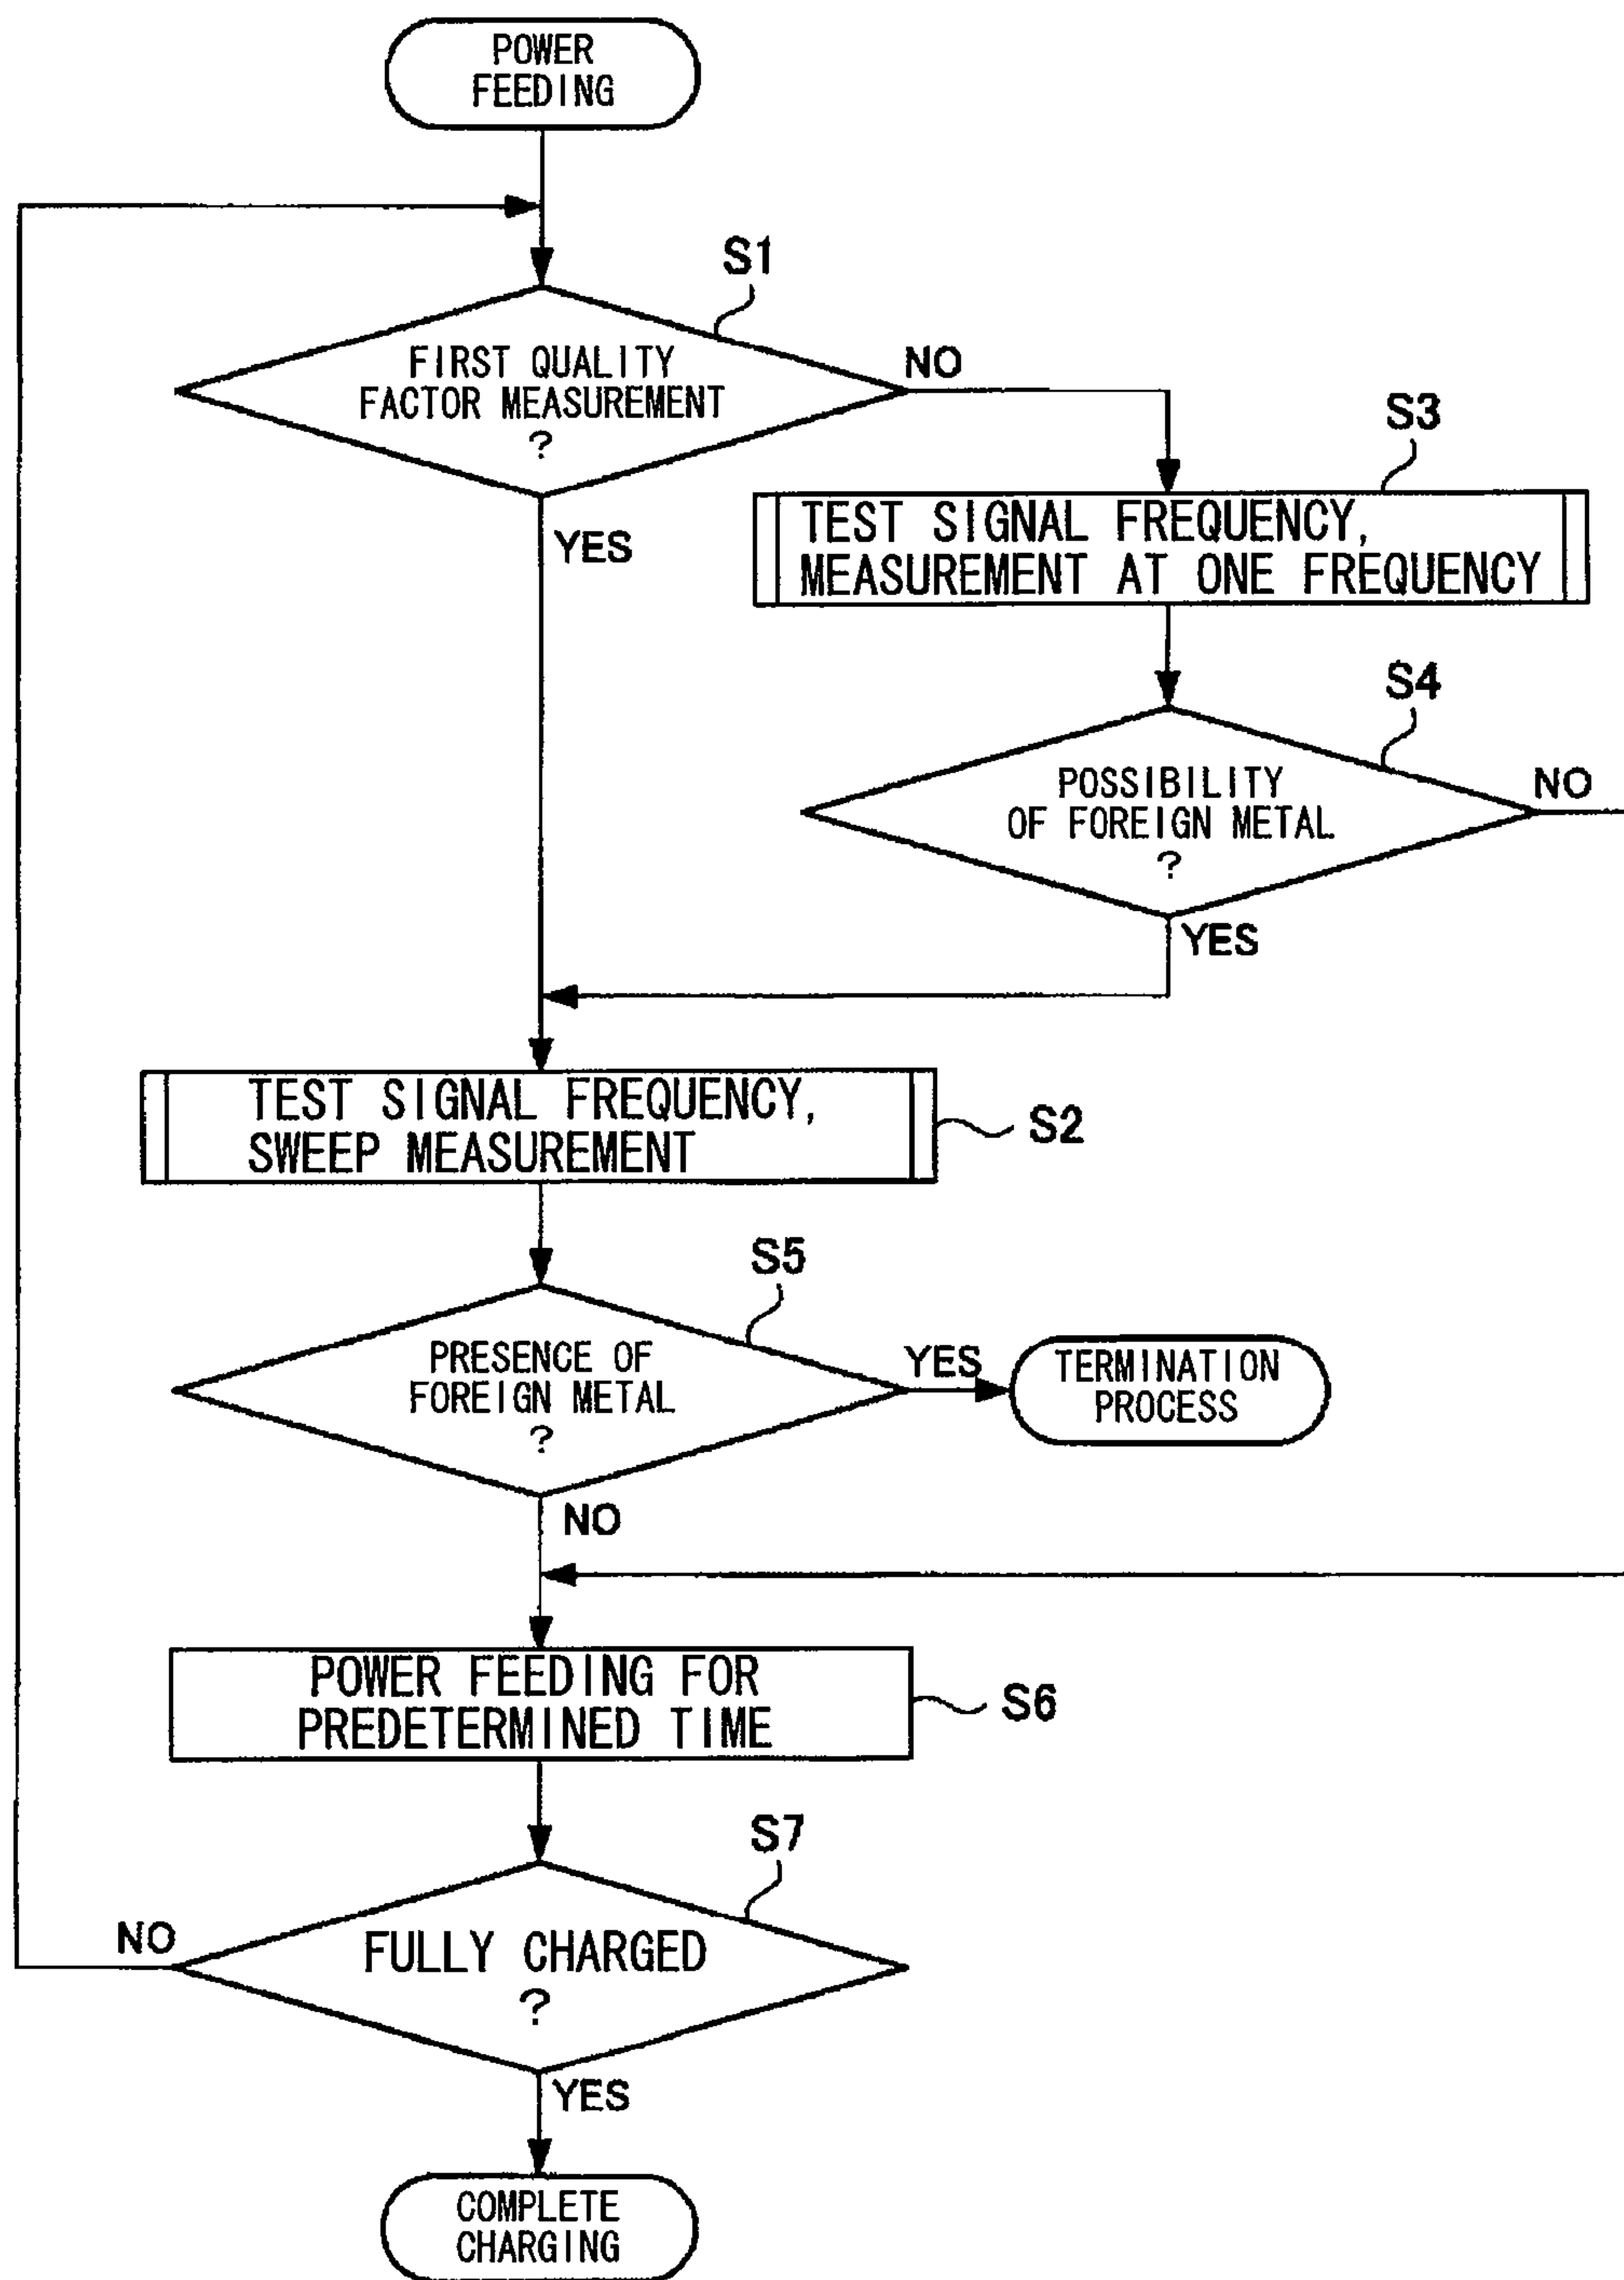 POWER
FEEDING
S1
FIRST QUALITY
FACTOR MEASUREMENT
?
NO
YES
S3
TEST SIGNAL FREQUENCY,
MEASUREMENT AT ONE FREQUENCY
S4
POSSIBILITY
OF FOREIGN METAL
?
NO
YES
TEST SIGNAL FREQUENCY,
SWEEP MEASUREMENT
S2
S5
PRESENCE OF
FOREIGN METAL
?
YES
TERMINATION
PROCESS
NO
POWER FEEDING FOR
PREDETERMINED TIME
S6
S7
FULLY CHARGED
?
NO
YES
COMPLETE
CHARGING